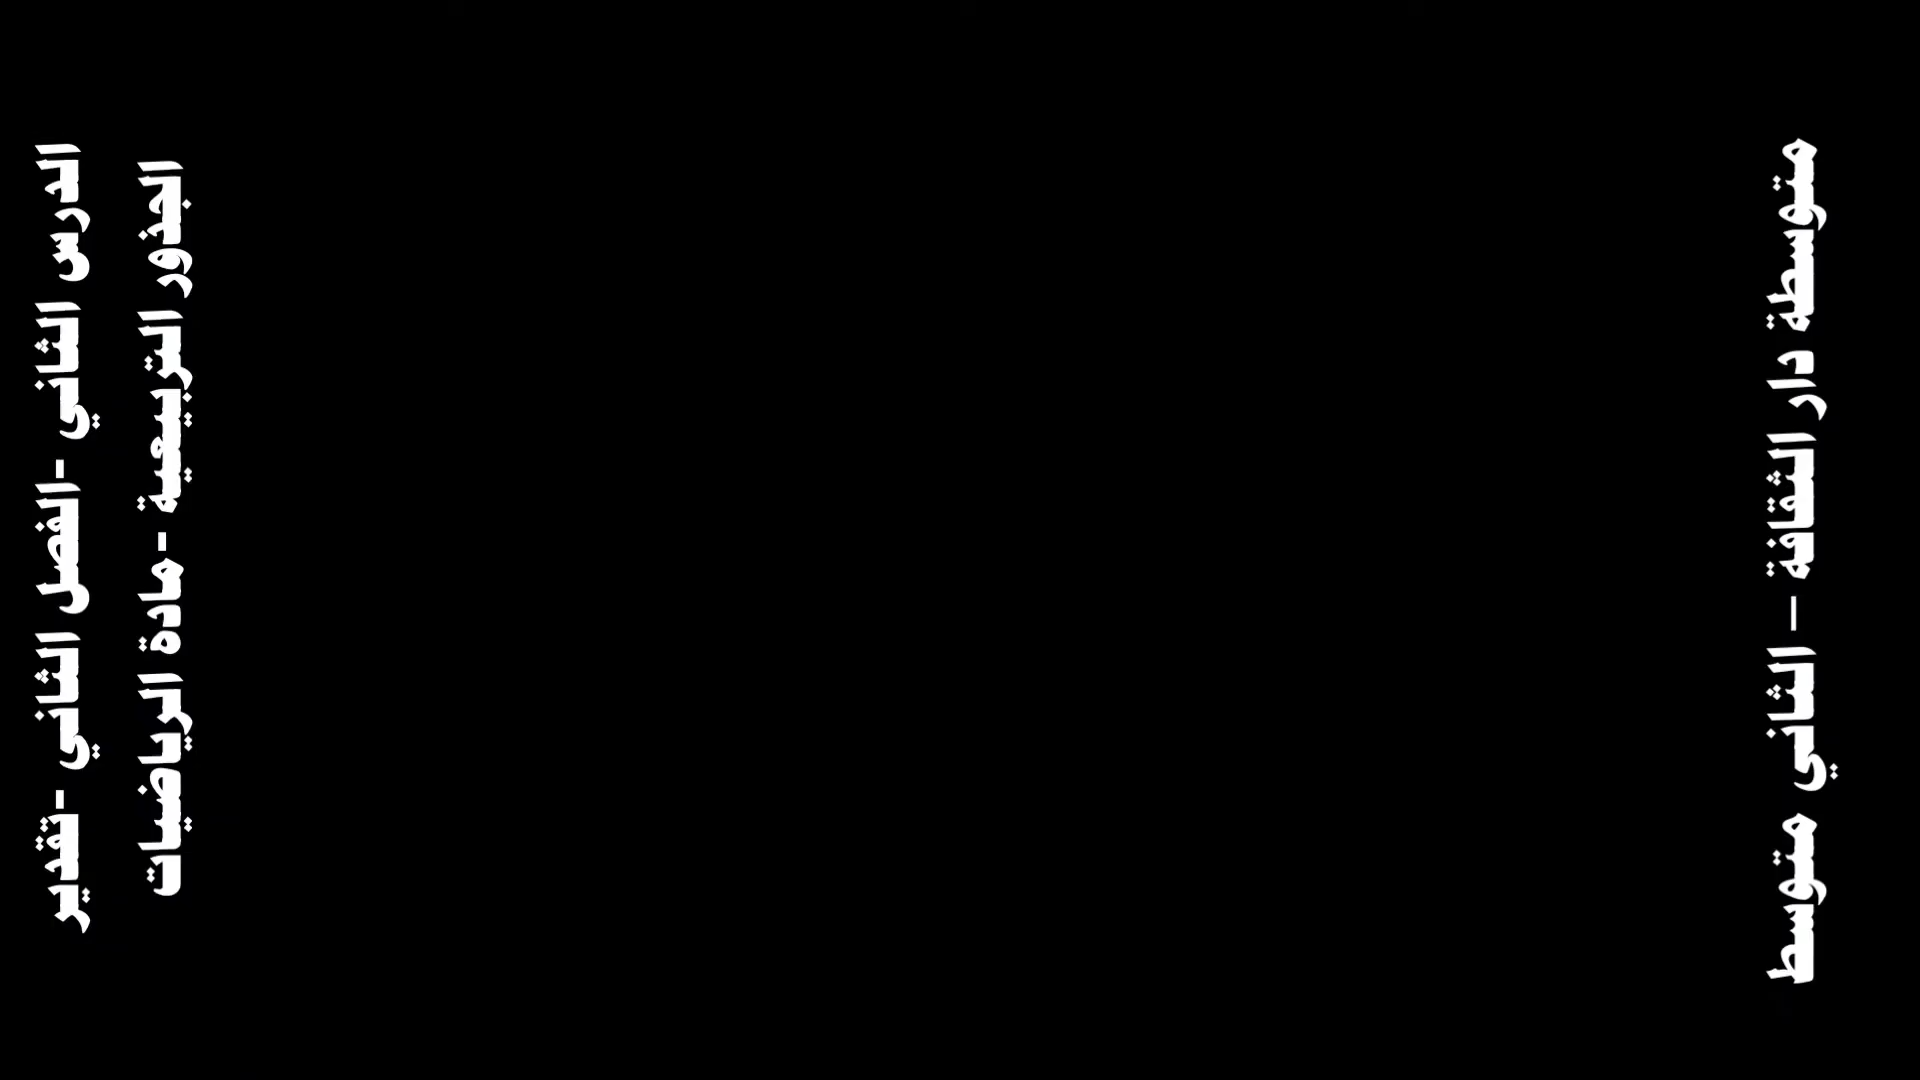 الدرس الثاني -الفصل الثاني -تقدير
الجذور التربيعية - مادة الرياضيات
متوسطة دار الثقافة – الثاني متوسط